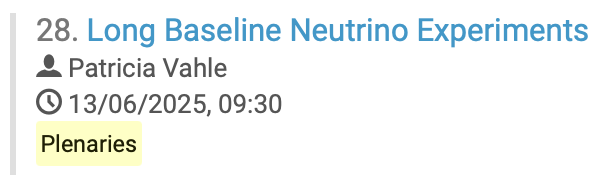 28. Long Baseline Neutrino Experiments
Patricia Vahle
13/06/2025, 09:30
Plenaries